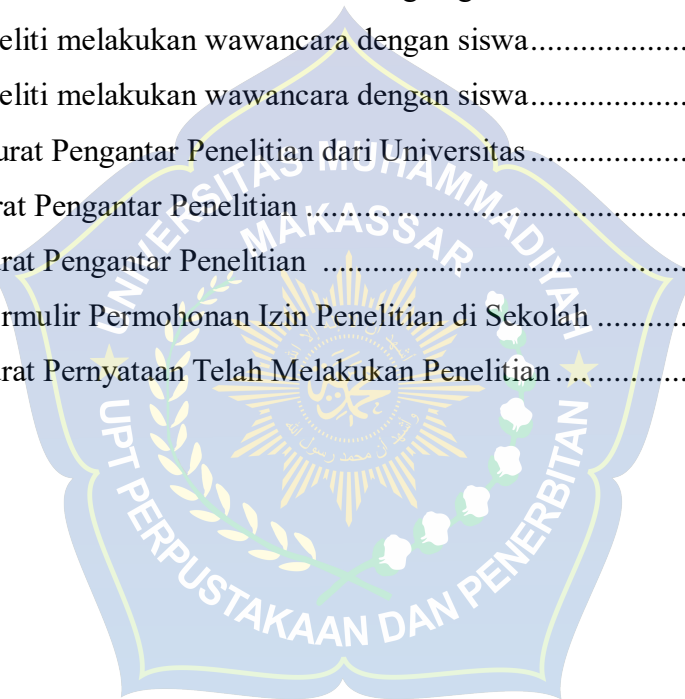 eliti melakukan wawancara dengan siswa....................
eliti melakukan wawancara dengan siswa....................
urat Pengantar Penelitian dari Universitas....................
rat Pengantar Penelitian ..................................................
rat Pengantar Penelitian ................................................
rmulir Permohonan Izin Penelitian di Sekolah ...........
rat Pernyataan Telah Melakukan Penelitian.................
UNIVERSITAS MUHAMMADIYAH
MAKASSAR
UPT PERPUSTAKAAN DAN PENERBITAN